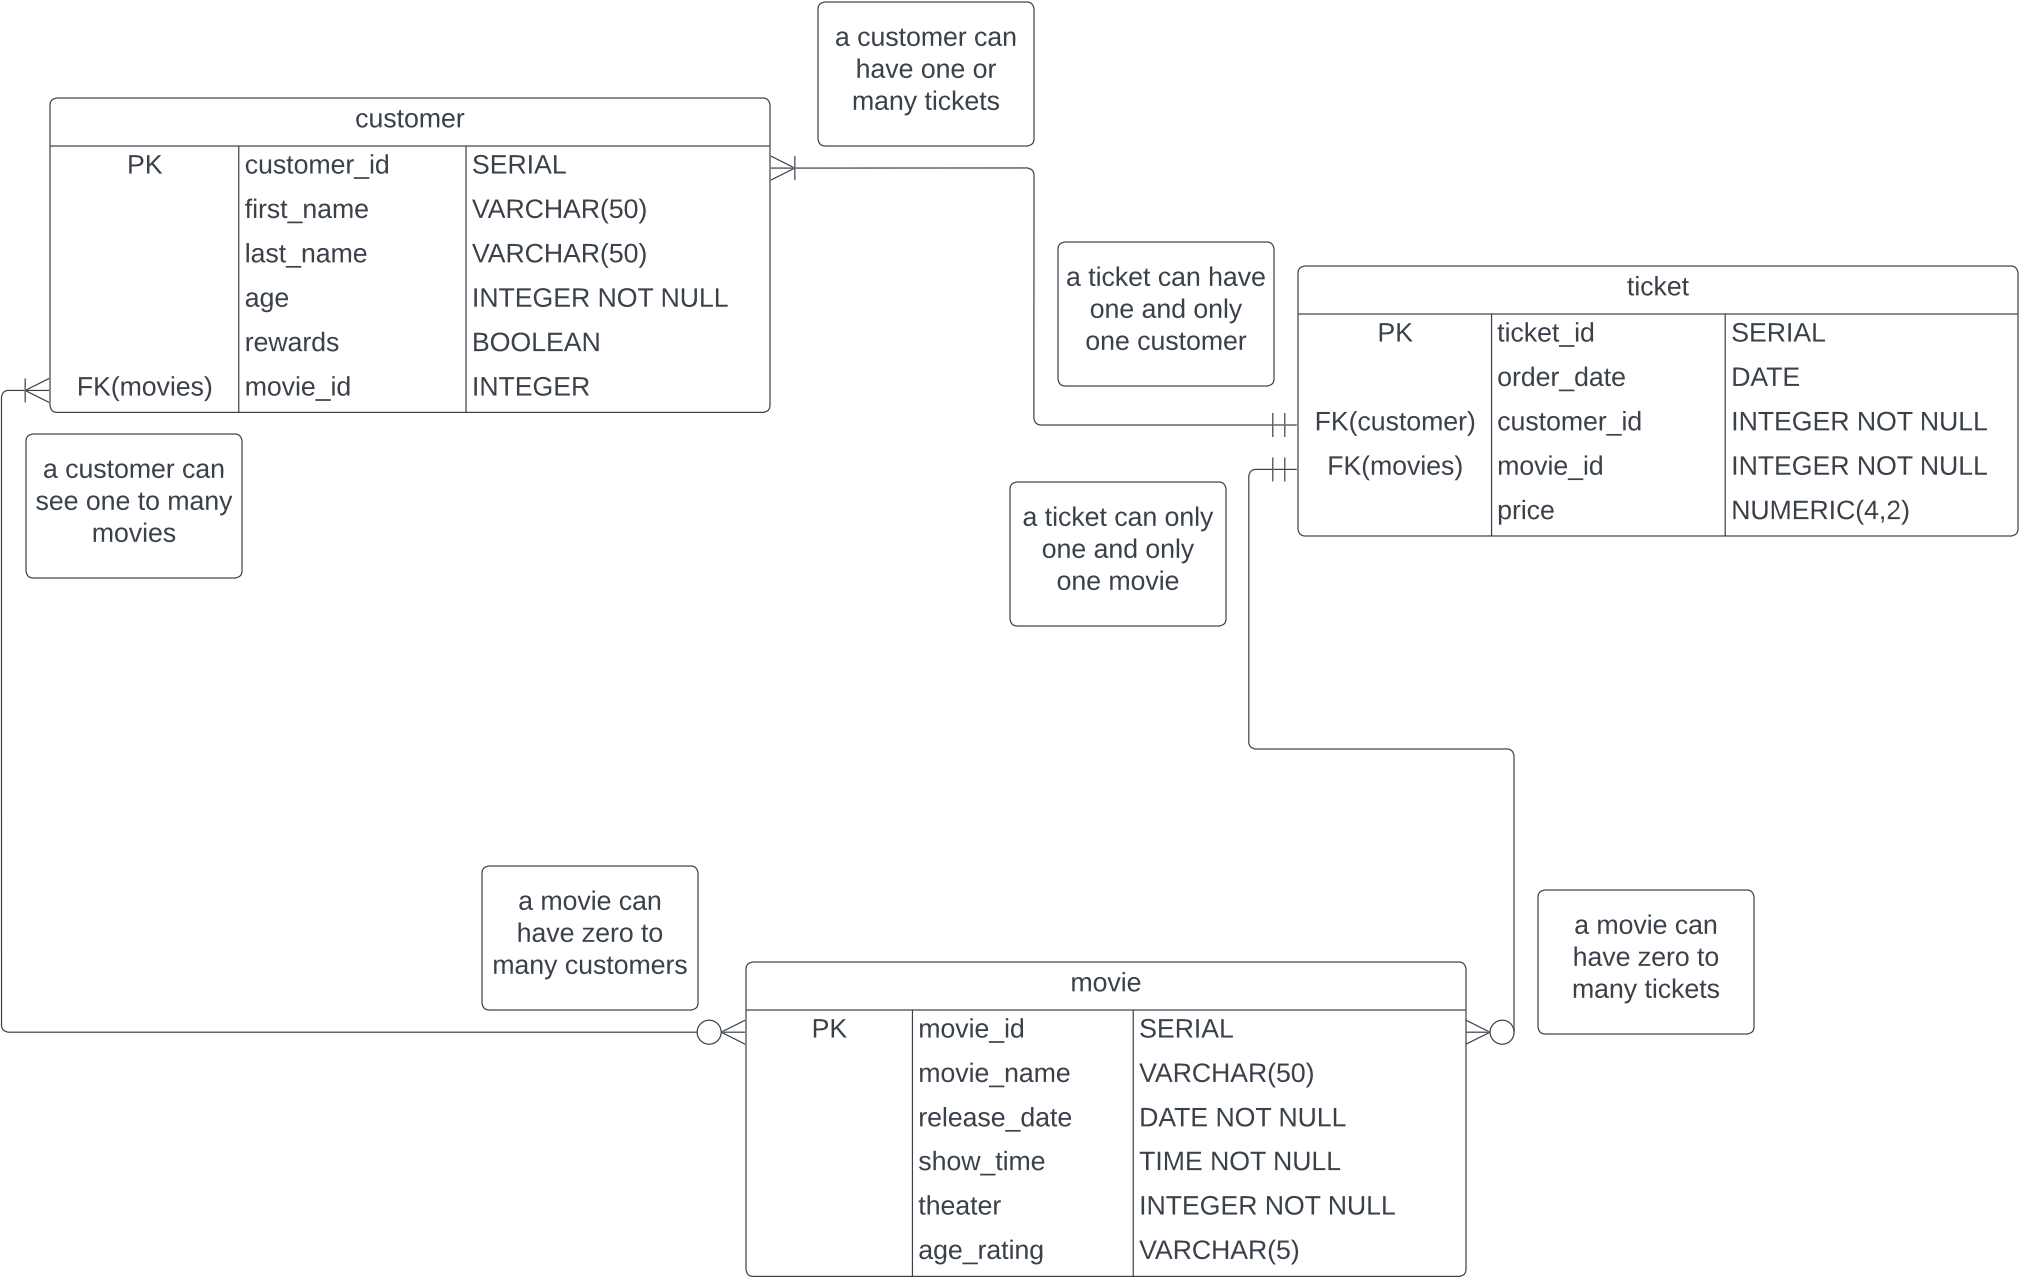 a customer can
have one or
many tickets
customer
PK customer_id SERIAL
first_name VARCHAR(50)
last_name VARCHAR(50)
age INTEGER NOT NULL
rewards BOOLEAN
FK(movies) movie_id INTEGER
a ticket can have
one and only
one customer
ticket
PK ticket_id SERIAL
order_date DATE
FK(customer) customer_id INTEGER NOT NULL
FK(movies) movie_id INTEGER NOT NULL
price NUMERIC(4,2)
a customer can
see one to many
movies
a ticket can only
one and only
one movie
a movie can
have zero to
many customers
a movie can
have zero to
many tickets
movie
PK movie_id SERIAL
movie_name VARCHAR(50)
release_date DATE NOT NULL
show_time TIME NOT NULL
theater INTEGER NOT NULL
age_rating VARCHAR(5)